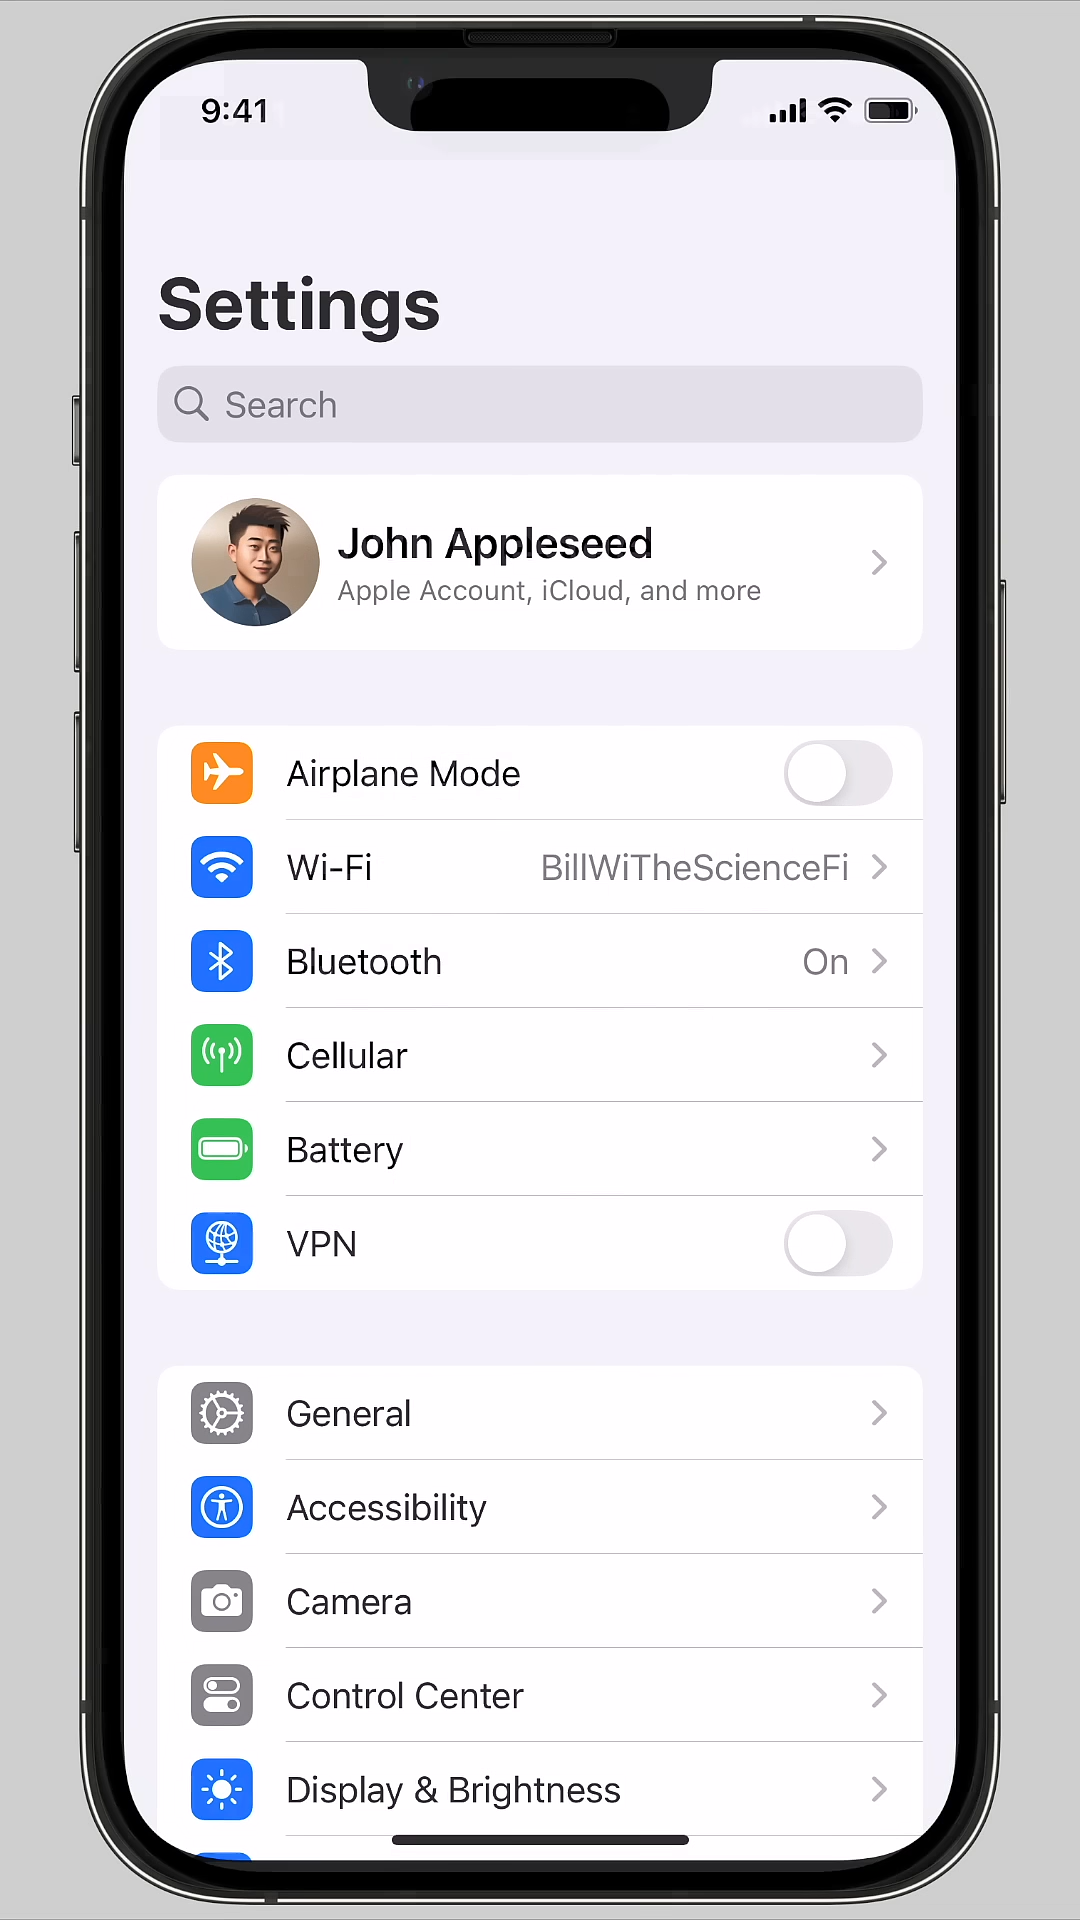 9:41
Settings
Search
John Appleseed
Apple Account, iCloud, and more
Airplane Mode
Wi-Fi BillWiTheScienceFi
Bluetooth On
Cellular
Battery
VPN
General
Accessibility
Camera
Control Center
Display & Brightness